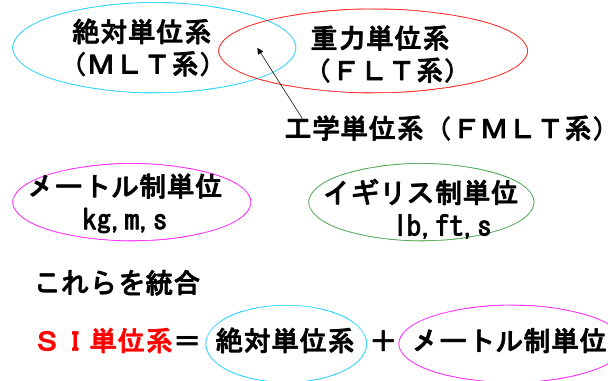 絶対単位系
（ＭＬＴ系）
重力単位系
（ＦＬＴ系）
工学単位系（ＦＭＬＴ系）
メートル制単位
kg,m,s
イギリス制単位
lb,ft,s
これらを統合
ＳＩ単位系＝ 絶対単位系 ＋ メートル制単位